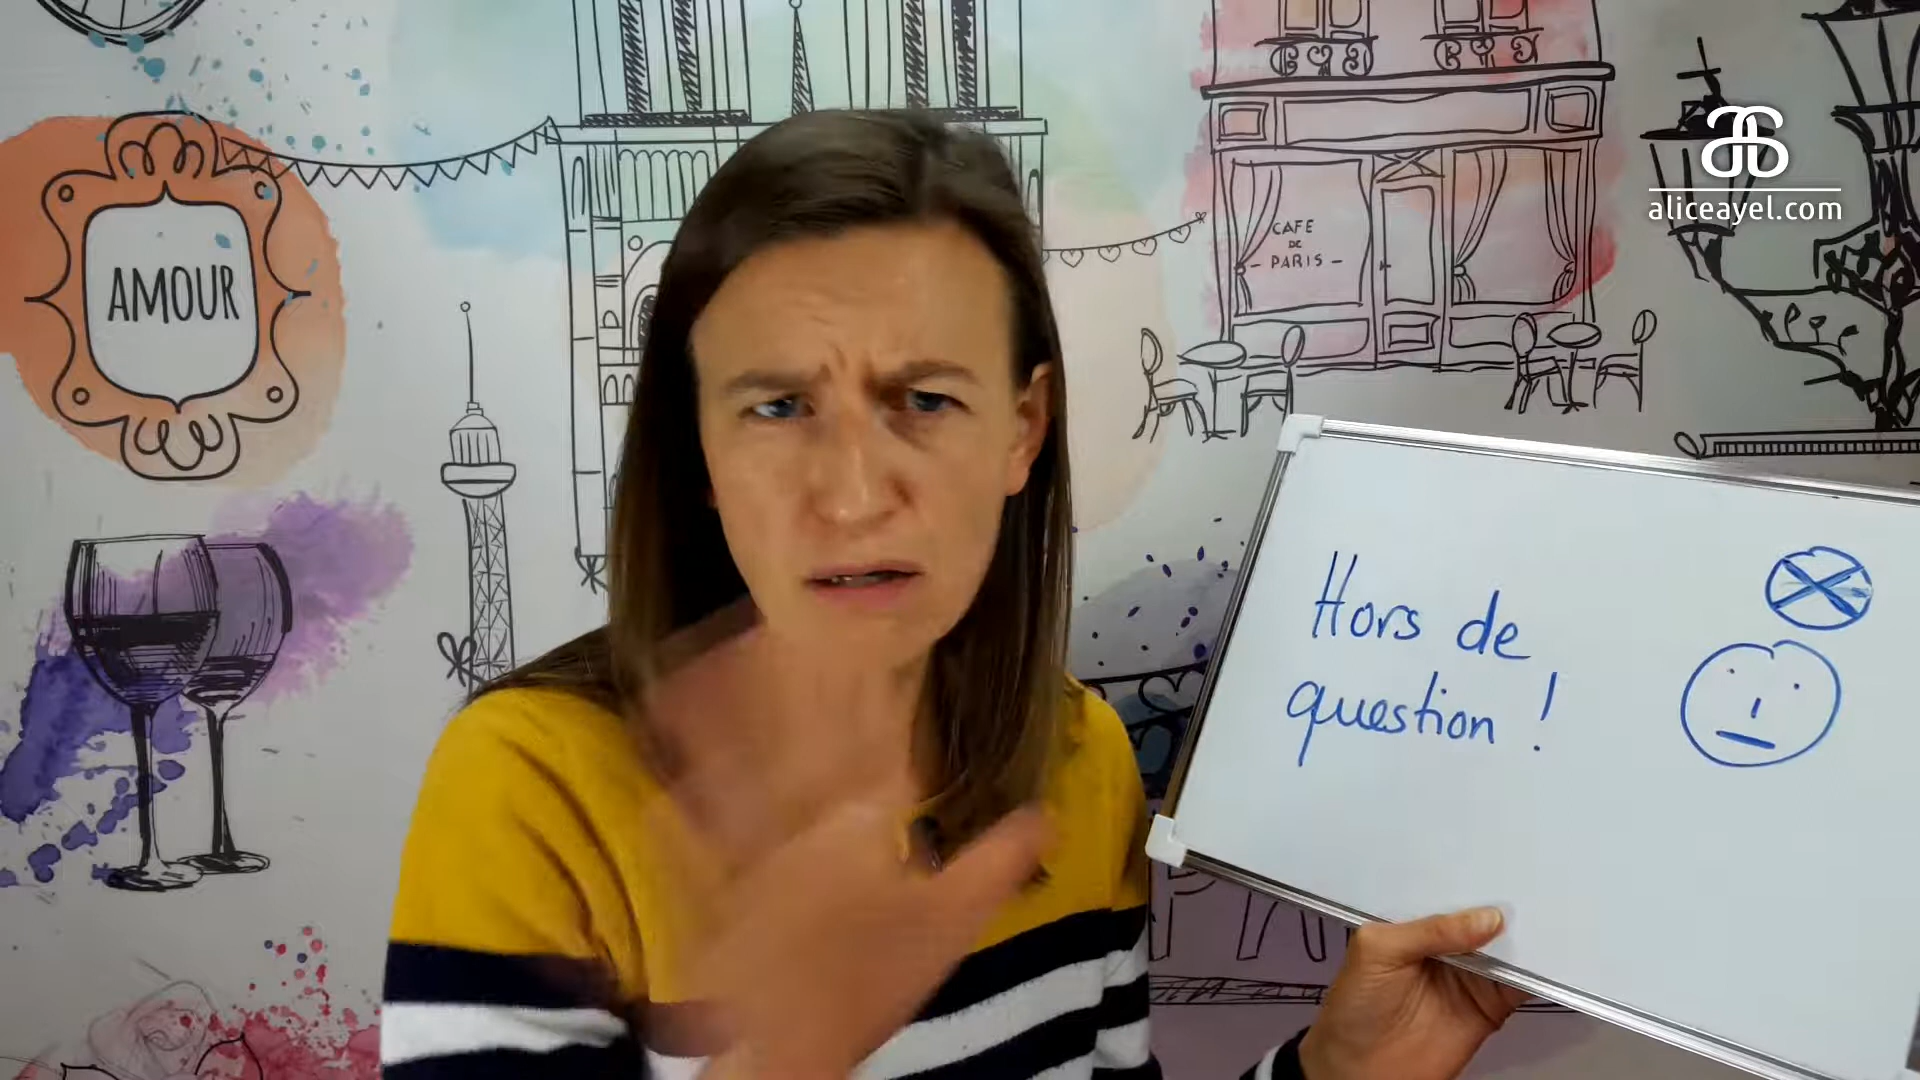 AMOUR
CAFE
DE
- PARIS -
aliceayel.com
Hors de
question !